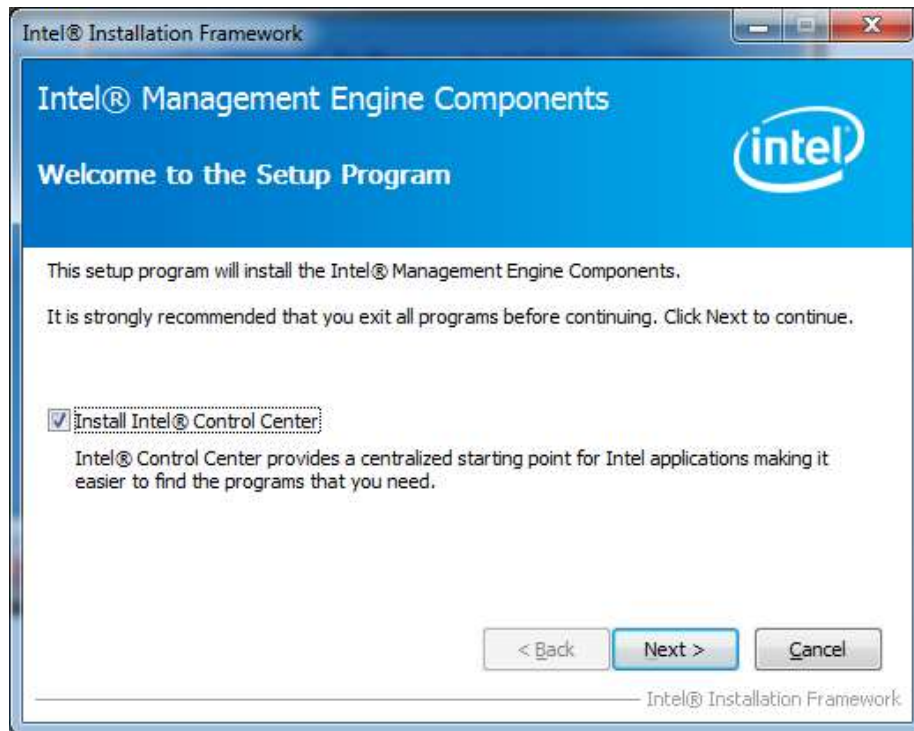 Intel® Installation Framework
Intel® Management Engine Components
intel
Welcome to the Setup Program
This setup program will install the Intel® Management Engine Components.
It is strongly recommended that you exit all programs before continuing. Click Next to continue.
Install Intel® Control Center
Intel® Control Center provides a centralized starting point for Intel applications making it
easier to find the programs that you need.
< Back Next > Cancel
Intel® Installation Framework